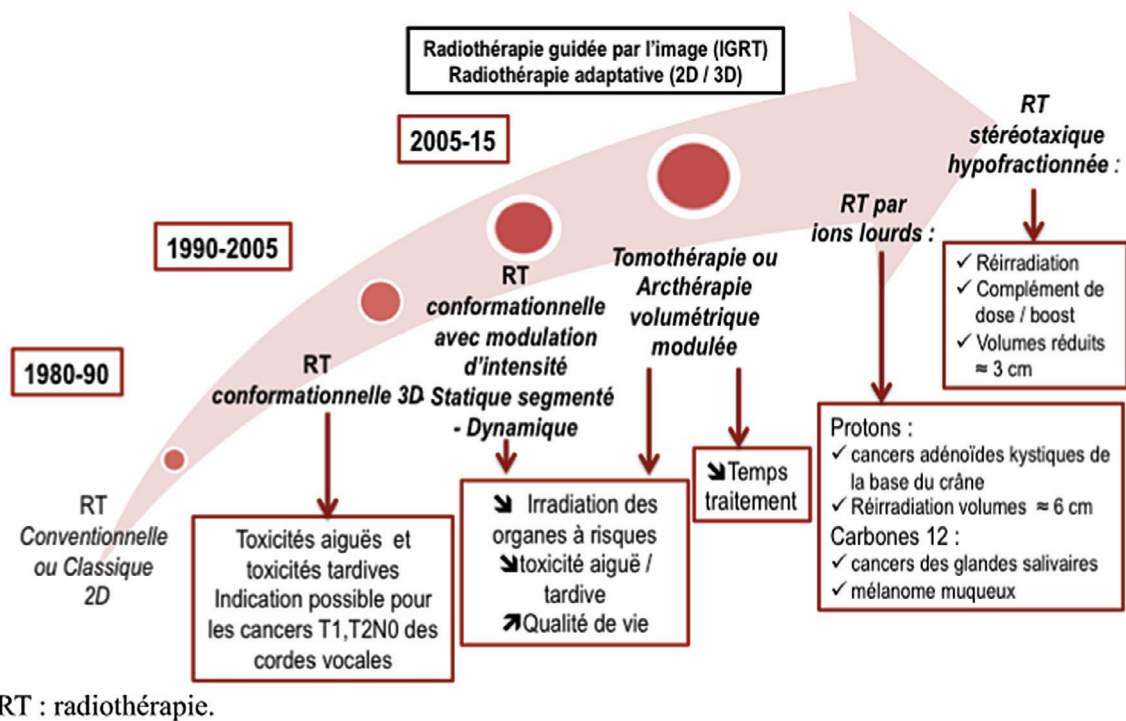 Radiothérapie guidée par l'image (IGRT)
Radiothérapie adaptative (2D / 3D)
2005-15
1990-2005
1980-90
RT
Conventionnelle
ou Classique
2D
RT
conformationnelle 3D
Toxicités aiguës et
toxicités tardives
Indication possible pour
les cancers T1,T2N0 des
cordes vocales
RT
conformationnelle
avec modulation
d'intensité
- Statique segmenté
- Dynamique
Tomothérapie ou
Arcthérapie
volumétrique
modulée
↘ Irradiation des
organes à risques
↘toxicité aiguë /
tardive
↗Qualité de vie
↘Temps
traitement
RT par
ions lourds :
Protons :
✓ cancers adénoïdes kystiques de
la base du crâne
✓ Réirradiation volumes ≈ 6 cm
Carbones 12 :
✓ cancers des glandes salivaires
✓ mélanome muqueux
RT
stéréotaxique
hypofractionnée :
✓ Réirradiation
✓ Complément de
dose / boost
✓ Volumes réduits
≈ 3 cm
RT : radiothérapie.